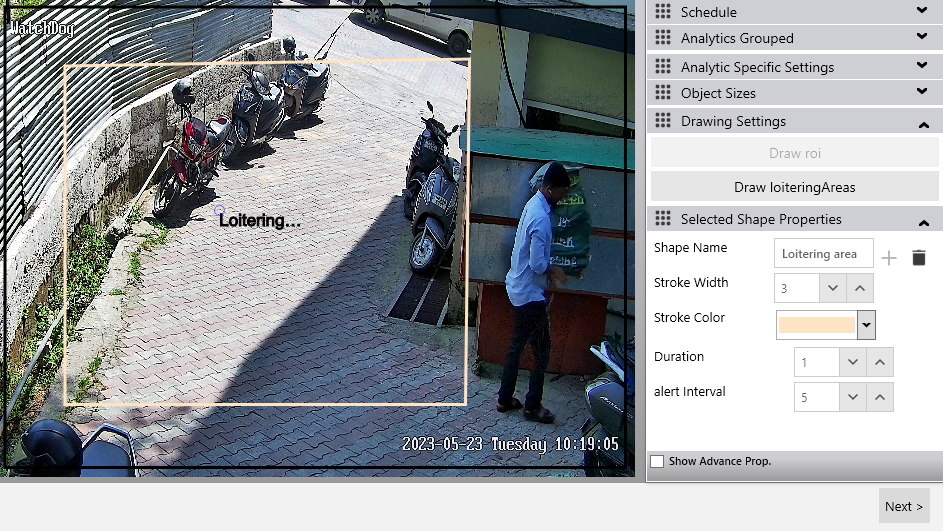 WatchDog
Loitering...
2023-05-23 Tuesday 10:19:05
Schedule
Analytics Grouped
Analytic Specific Settings
Object Sizes
Drawing Settings
Draw roi
Draw loiteringAreas
Selected Shape Properties
Shape Name Loitering area
Stroke Width 3
Stroke Color
Duration 1
alert Interval 5
Show Advance Prop.
Next >